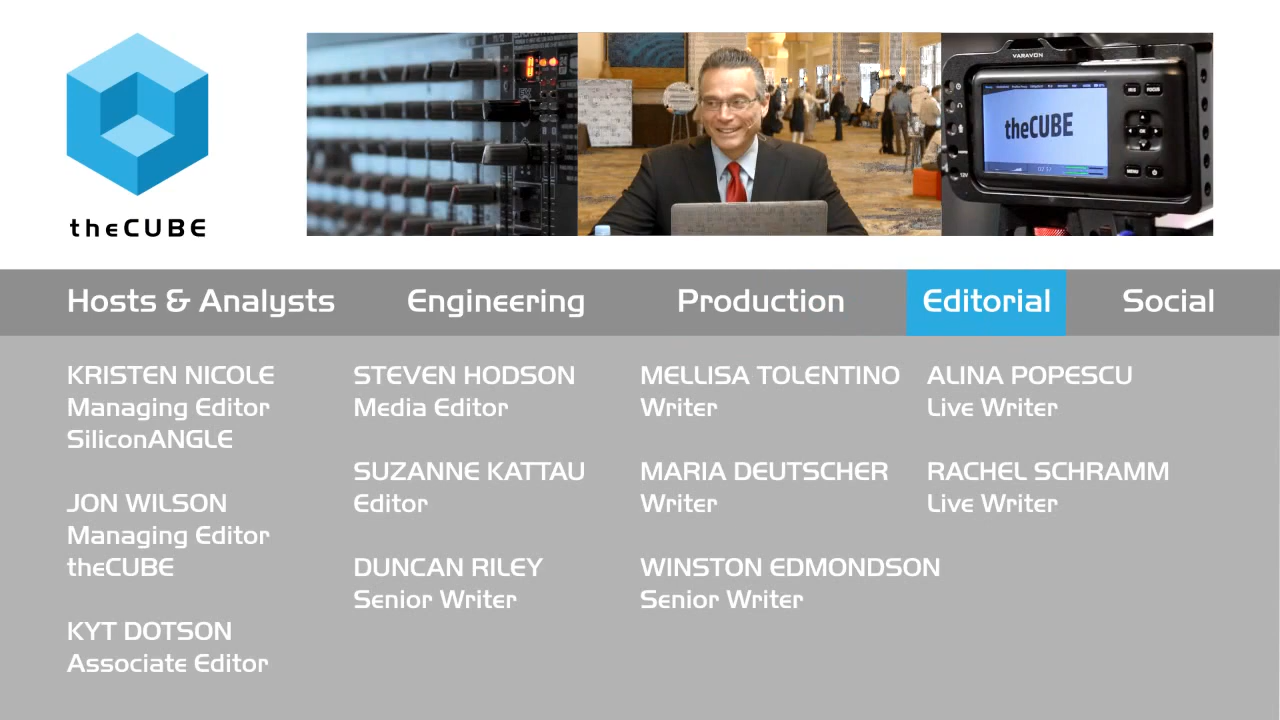 theCUBE
VARAVON
theCUBE
Hosts & Analysts
Engineering
Production
Editorial
Social
KRISTEN NICOLE
Managing Editor
SiliconANGLE
JON WILSON
Managing Editor
theCUBE
KYT DOTSON
Associate Editor
STEVEN HODSON
Media Editor
SUZANNE KATTAU
Editor
DUNCAN RILEY
Senior Writer
MELLISA TOLENTINO
Writer
MARIA DEUTSCHER
Writer
WINSTON EDMONDSON
Senior Writer
ALINA POPESCU
Live Writer
RACHEL SCHRAMM
Live Writer